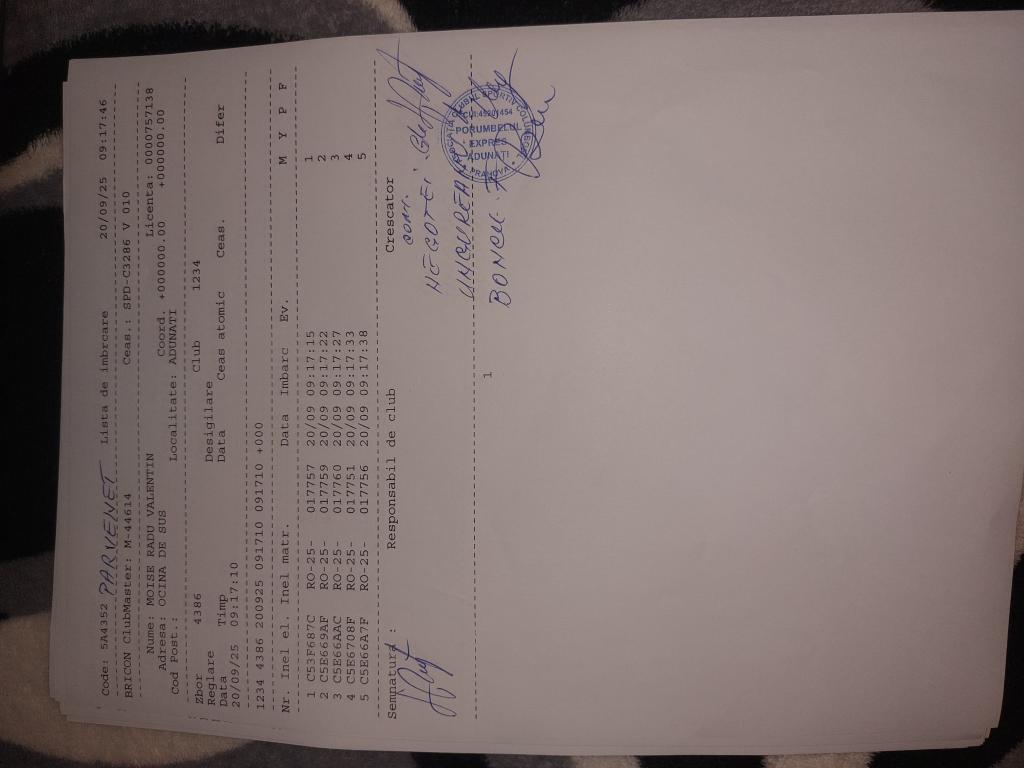 Code: 5A4352 PARVENET Lista de imbrcare 20/09/25 09:17:46
BRICON ClubMaster: M-44614 Ceas.: SPD-C3286 V 010
Nume: MOISE RADU VALENTIN Licenta: 0000757138
Adresa: OCINA DE SUS Coord. +000000.00 +000000.00
Cod Post.: Localitate: ADUNATI
Zbor 4386 Club 1234
Reglare Desigilare
Data Timp Data Ceas atomic Ceas. Difer
20/09/25 09:17:10
1234 4386 200925 091710 091710 +000
Nr. Inel el. Inel matr. Data Imbarc Ev. M Y P F
1 C53F687C RO-25- 017757 20/09 09:17:15 1
2 C5E669AF RO-25- 017759 20/09 09:17:22 2
3 C5E66AAC RO-25- 017760 20/09 09:17:27 3
4 C5E6708F RO-25- 017751 20/09 09:17:33 4
5 C5E66A7F RO-25- 017756 20/09 09:17:38 5
Semnatura : Responsabil de club Crescator
NEGOTEI
UNGUREANU
BONCU
PORUMBELUL
EXPRES
ADUNATI
PRAHOVA
1